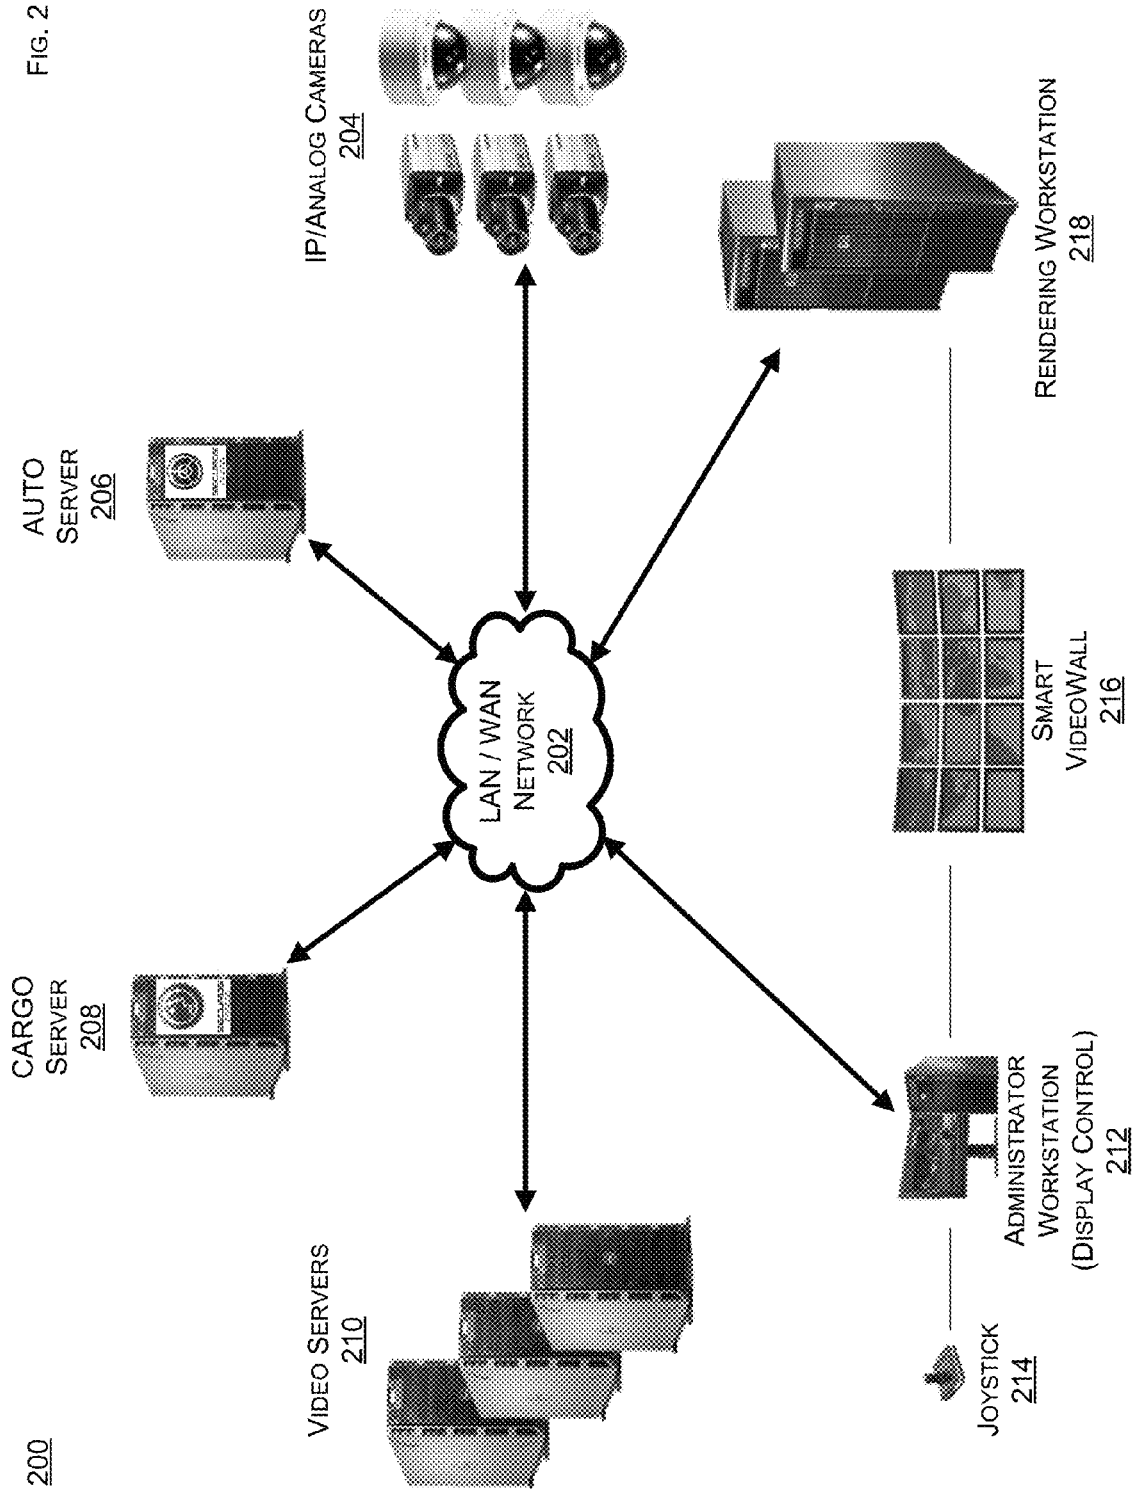 200
FIG. 2
CARGO
SERVER
208
AUTO
SERVER
206
VIDEO SERVERS
210
IP/ANALOG CAMERAS
204
LAN / WAN
NETWORK
202
JOYSTICK
214
ADMINISTRATOR
WORKSTATION
(DISPLAY CONTROL)
212
SMART
VIDEOWALL
216
RENDERING WORKSTATION
218